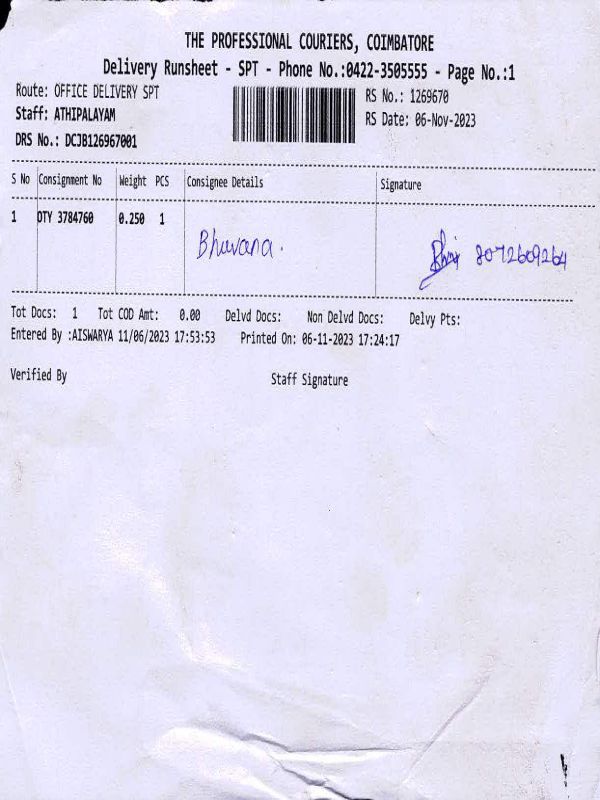 THE PROFESSIONAL COURIERS, COIMBATORE
Delivery Runsheet - SPT - Phone No.:0422-3505555 - Page No.:1
Route: OFFICE DELIVERY SPT
RS No.: 1269670
Staff: ATHIPALAYAM
RS Date: 06-Nov-2023
DRS No.: DCJB126967001
S No Consignment No Weight PCS Consignee Details Signature
1 OTY 3784760 0.250 1
Bhuvana. 8072609264
Tot Docs: 1 Tot COD Amt: 0.00 Delvd Docs: Non Delvd Docs: Delvy Pts:
Entered By :AISWARYA 11/06/2023 17:53:53 Printed On: 06-11-2023 17:24:17
Verified By Staff Signature